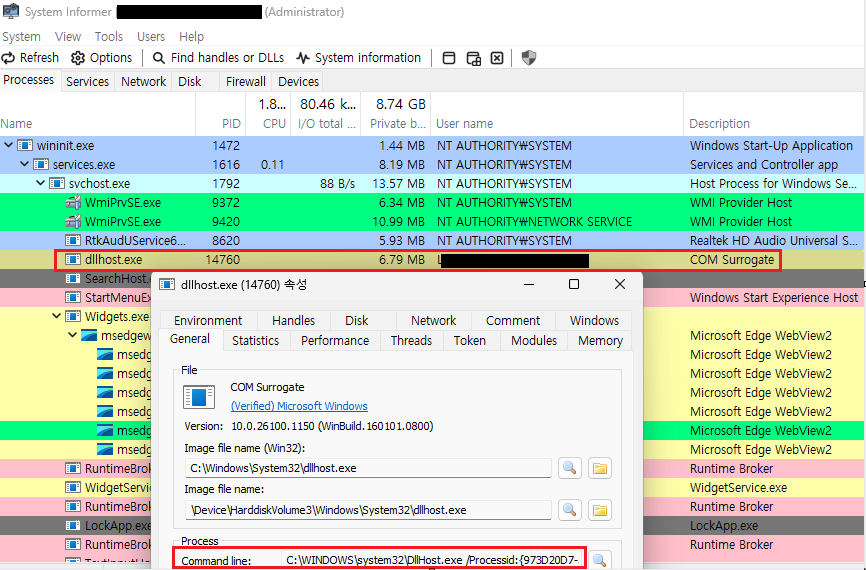 System Informer (Administrator)
System View Tools Users Help
Refresh Options Find handles or DLLs System information
Processes Services Network Disk Firewall Devices
1.8... 80.46 k... 8.74 GB
Name PID CPU I/O total ... Private b... User name Description
wininit.exe 1472 1.44 MB NT AUTHORITY₩SYSTEM Windows Start-Up Application
services.exe 1616 0.11 8.19 MB NT AUTHORITY₩SYSTEM Services and Controller app
svchost.exe 1792 88 B/s 13.57 MB NT AUTHORITY₩SYSTEM Host Process for Windows Se...
WmiPrvSE.exe 9372 6.34 MB NT AUTHORITY₩SYSTEM WMI Provider Host
WmiPrvSE.exe 9420 10.99 MB NT AUTHORITY₩NETWORK SERVICE WMI Provider Host
RtkAudUService6... 8620 5.93 MB NT AUTHORITY₩SYSTEM Realtek HD Audio Universal S...
dllhost.exe 14760 6.79 MB COM Surrogate
SearchHost.
StartMenuEx Windows Start Experience Host
Widgets.exe
msedgew Microsoft Edge WebView2
msedg Microsoft Edge WebView2
msedg Microsoft Edge WebView2
msedg Microsoft Edge WebView2
msedg Microsoft Edge WebView2
msedg Microsoft Edge WebView2
RuntimeBrok Runtime Broker
WidgetServic WidgetService.exe
RuntimeBrok Runtime Broker
LockApp.exe LockApp.exe
RuntimeBrok Runtime Broker
dllhost.exe (14760) 속성
Environment Handles Disk Network Comment Windows
General Statistics Performance Threads Token Modules Memory
File
COM Surrogate
(Verified) Microsoft Windows
Version: 10.0.26100.1150 (WinBuild.160101.0800)
Image file name (Win32):
C:\Windows\System32\dllhost.exe
Image file name:
\Device\HarddiskVolume3\Windows\System32\dllhost.exe
Process
Command line: C:\WINDOWS\system32\DllHost.exe /Processid:{973D20D7-